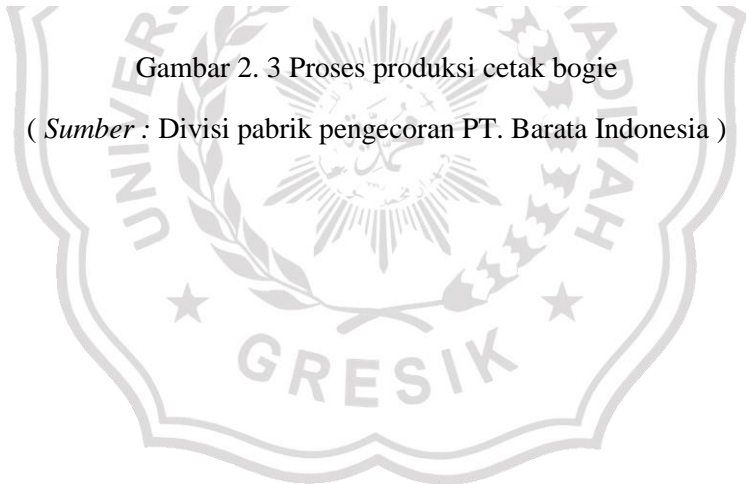 Gambar 2. 3 Proses produksi cetak bogie
( Sumber : Divisi pabrik pengecoran PT. Barata Indonesia )
GRESIK